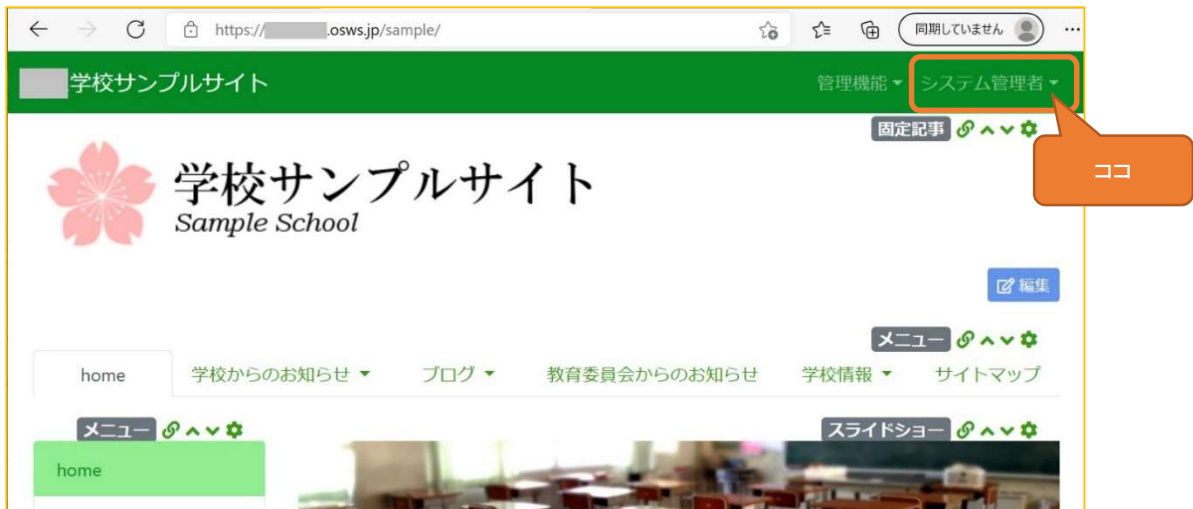 https:// .osws.jp/sample/
同期していません
学校サンプルサイト
管理機能
システム管理者
固定記事
ココ
学校サンプルサイト
Sample School
編集
メニュー
home
学校からのお知らせ
ブログ
教育委員会からのお知らせ
学校情報
サイトマップ
メニュー
スライドショー
home